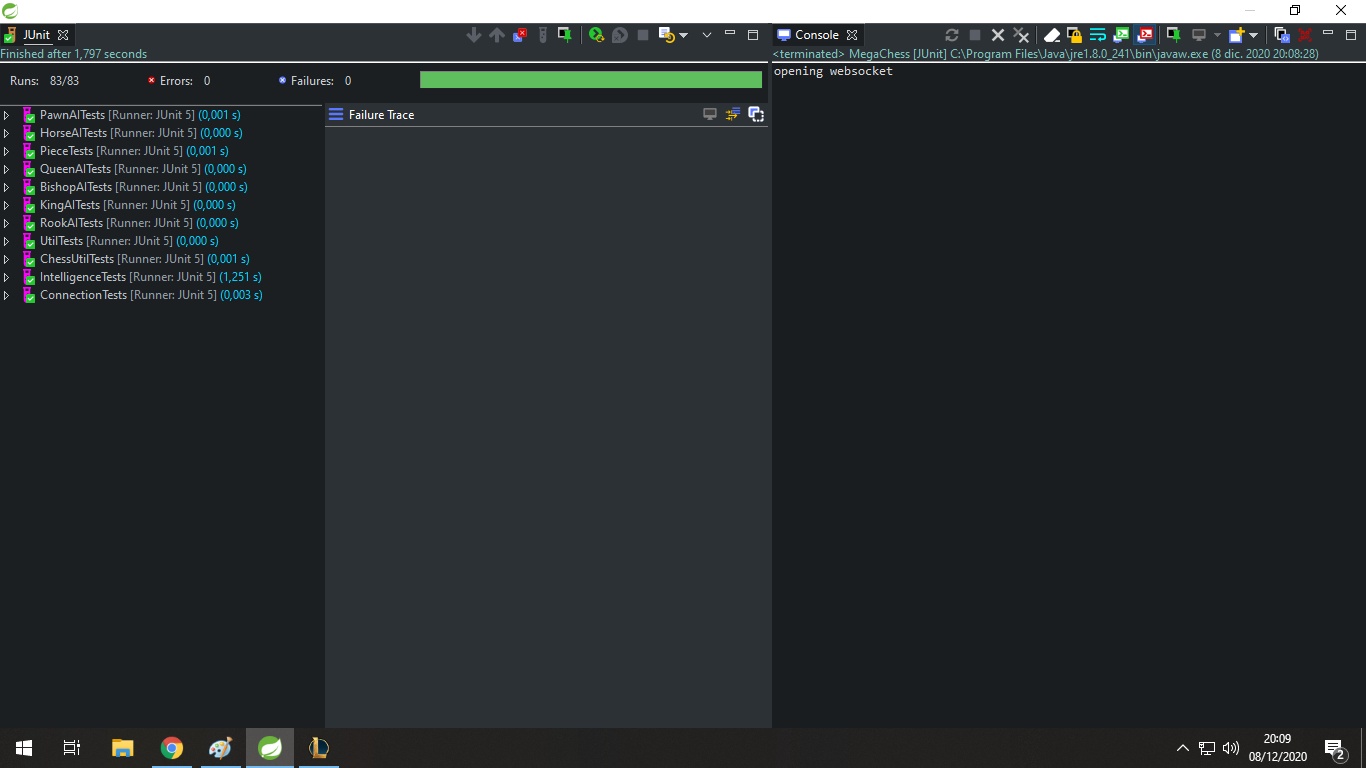 JUnit
Finished after 1,797 seconds
Runs: 83/83 Errors: 0 Failures: 0
PawnAITests [Runner: JUnit 5] (0,001 s)
HorseAITests [Runner: JUnit 5] (0,000 s)
PieceTests [Runner: JUnit 5] (0,001 s)
QueenAITests [Runner: JUnit 5] (0,000 s)
BishopAITests [Runner: JUnit 5] (0,000 s)
KingAITests [Runner: JUnit 5] (0,000 s)
RookAITests [Runner: JUnit 5] (0,000 s)
UtilTests [Runner: JUnit 5] (0,000 s)
ChessUtilTests [Runner: JUnit 5] (0,001 s)
IntelligenceTests [Runner: JUnit 5] (1,251 s)
ConnectionTests [Runner: JUnit 5] (0,003 s)
Failure Trace
Console
<terminated> MegaChess [JUnit] C:\Program Files\Java\jre1.8.0_241\bin\javaw.exe (8 dic. 2020 20:08:28)
opening websocket
20:09
08/12/2020
2